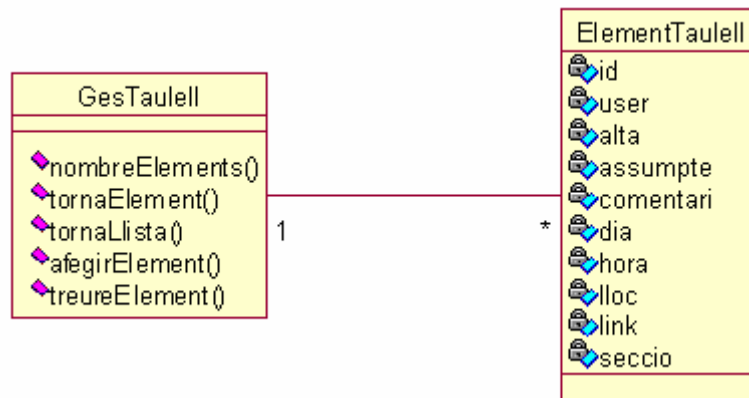 GesTaulell
nombreElements()
tornaElement()
tornaLlista()
afegirElement()
treureElement()
1
*
ElementTaulell
id
user
alta
assumpte
comentari
dia
hora
lloc
link
seccio